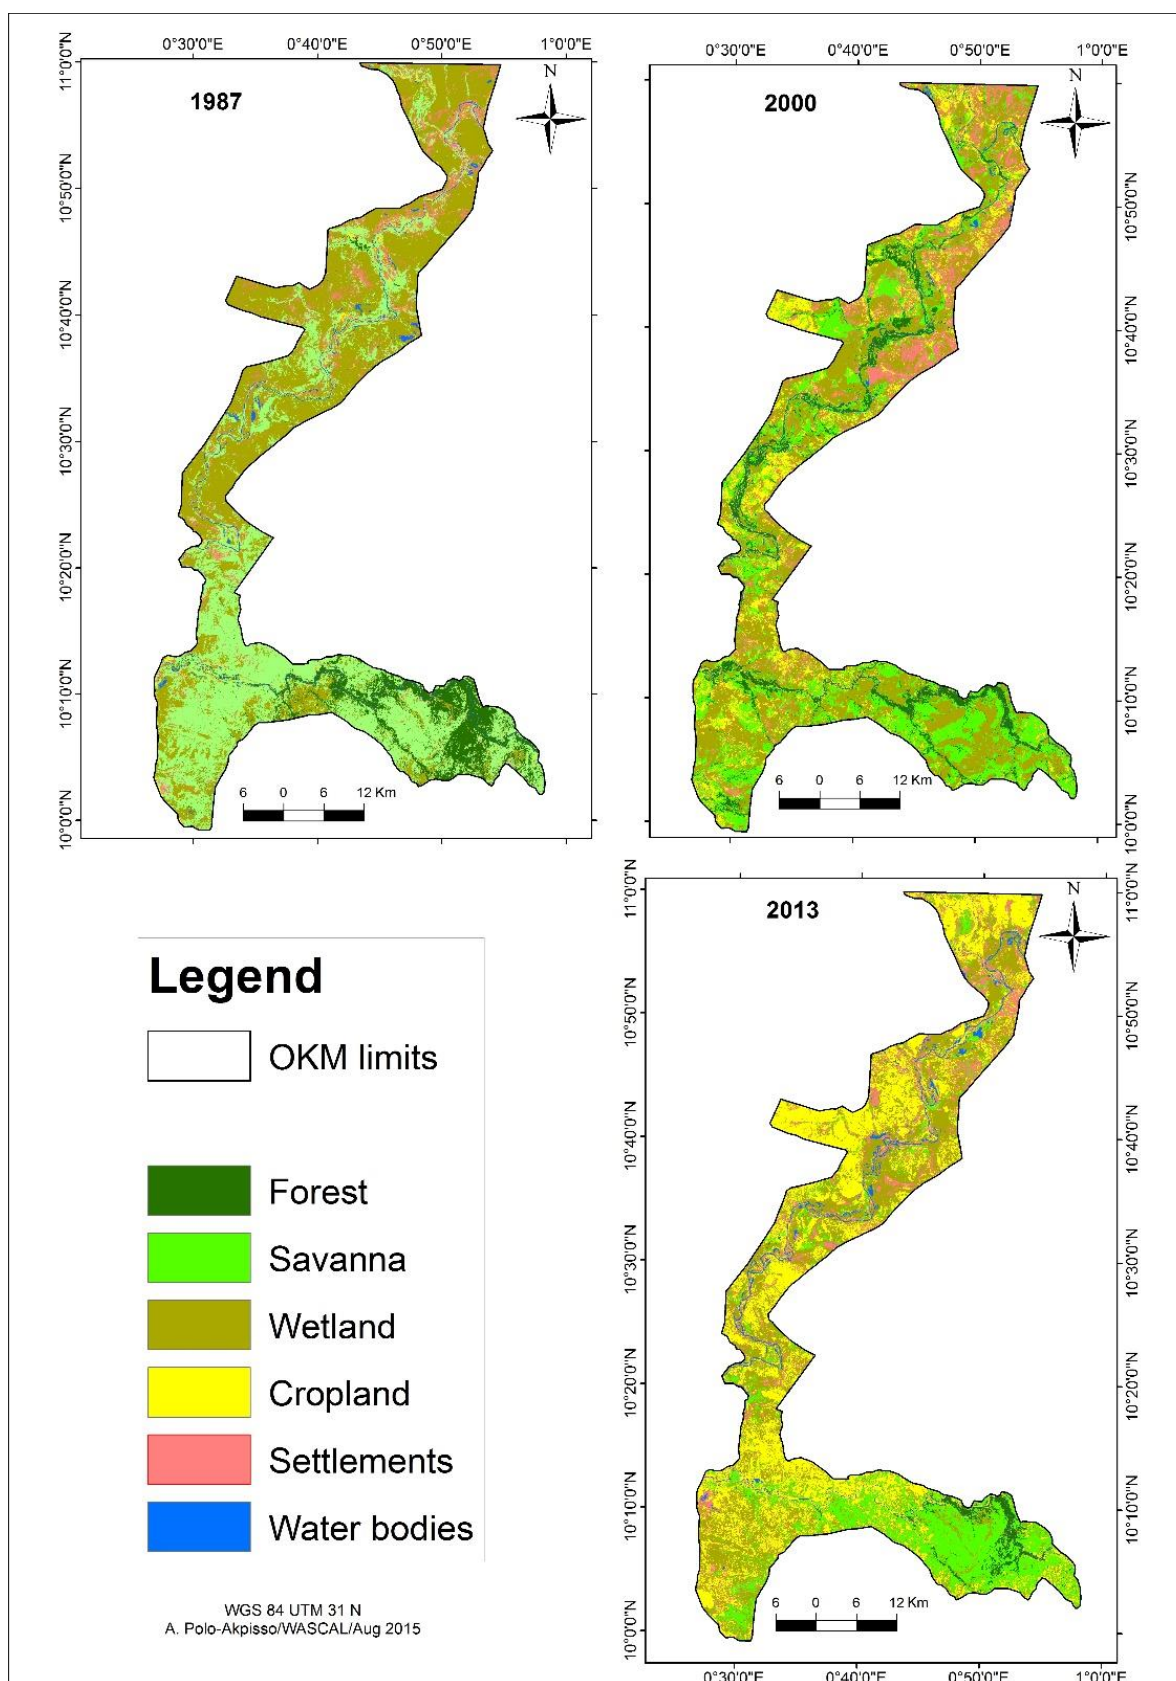 0°30'0"E 0°40'0"E 0°50'0"E 1°0'0"E
1987
N
11°0'0"N
10°50'0"N
10°40'0"N
10°30'0"N
10°20'0"N
10°10'0"N
10°0'0"N
6 0 6 12 Km
0°30'0"E 0°40'0"E 0°50'0"E 1°0'0"E
2000
N
10°50'0"N
10°40'0"N
10°30'0"N
10°20'0"N
10°10'0"N
10°0'0"N
6 0 6 12 Km
2013
N
11°0'0"N
10°50'0"N
10°40'0"N
10°30'0"N
10°20'0"N
10°10'0"N
10°0'0"N
11°0'0"N
10°50'0"N
10°40'0"N
10°30'0"N
10°20'0"N
10°10'0"N
10°0'0"N
6 0 6 12 Km
0°30'0"E 0°40'0"E 0°50'0"E 1°0'0"E
Legend
OKM limits
Forest
Savanna
Wetland
Cropland
Settlements
Water bodies
WGS 84 UTM 31 N
A. Polo-Akpisso/WASCAL/Aug 2015